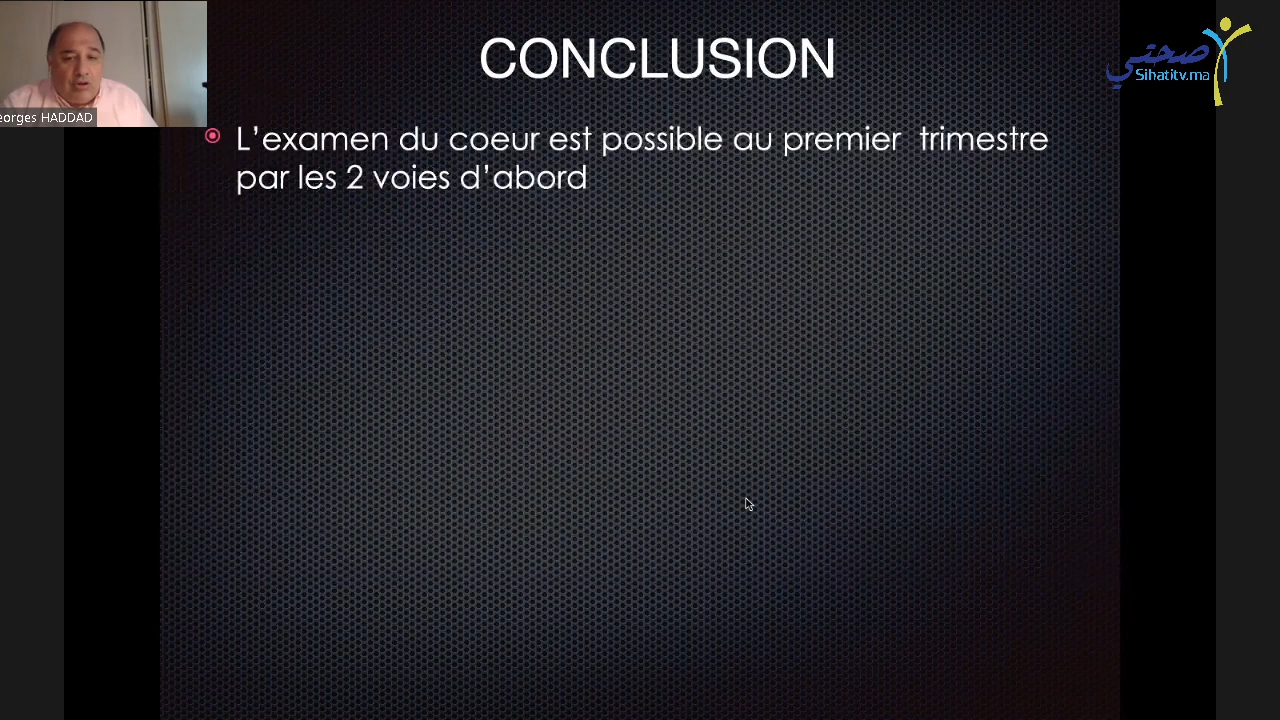 CONCLUSION
صحتي
Sihatitv.ma
eorges HADDAD
L’examen du coeur est possible au premier trimestre
par les 2 voies d’abord